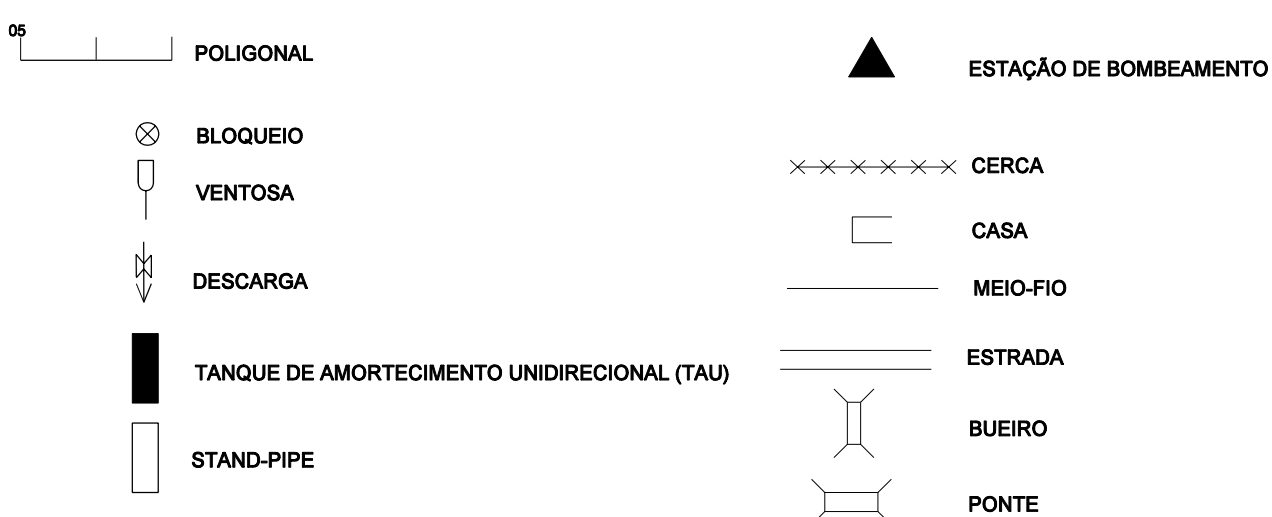 05
POLIGONAL
BLOQUEIO
VENTOSA
DESCARGA
TANQUE DE AMORTECIMENTO UNIDIRECIONAL (TAU)
STAND-PIPE
ESTAÇÃO DE BOMBEAMENTO
CERCA
CASA
MEIO-FIO
ESTRADA
BUEIRO
PONTE